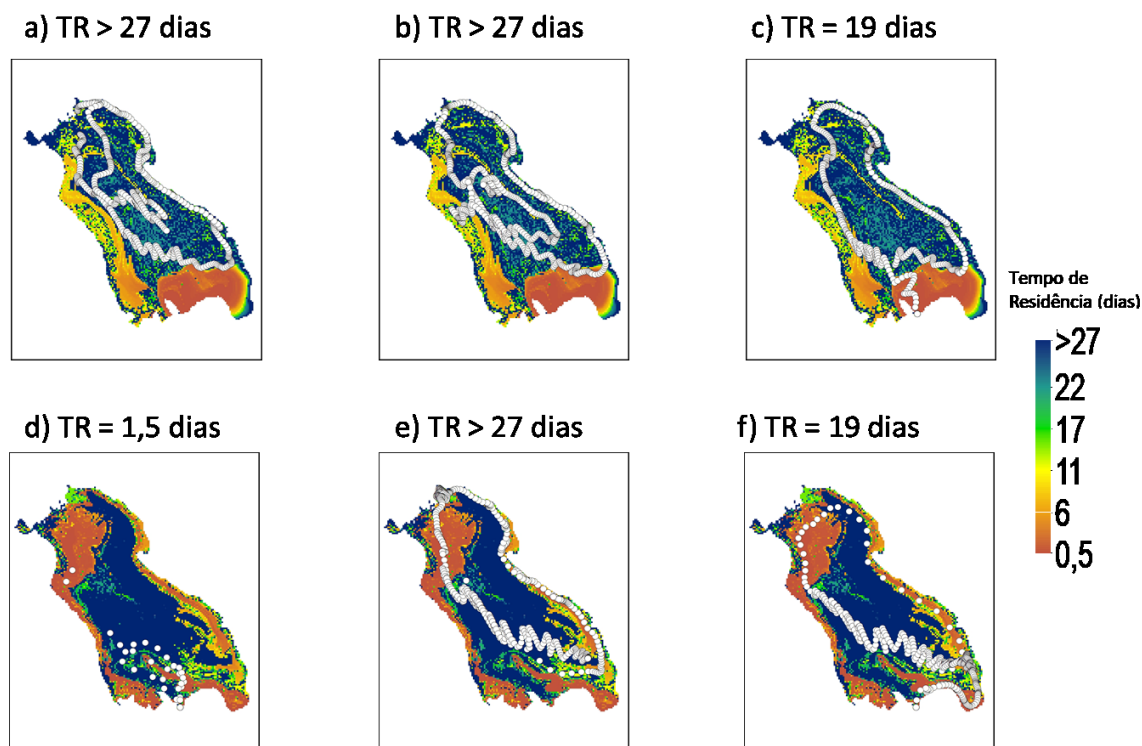 a) TR > 27 dias
b) TR > 27 dias
c) TR = 19 dias
Tempo de
Residência (dias)
>27
22
17
11
6
0,5
d) TR = 1,5 dias
e) TR > 27 dias
f) TR = 19 dias